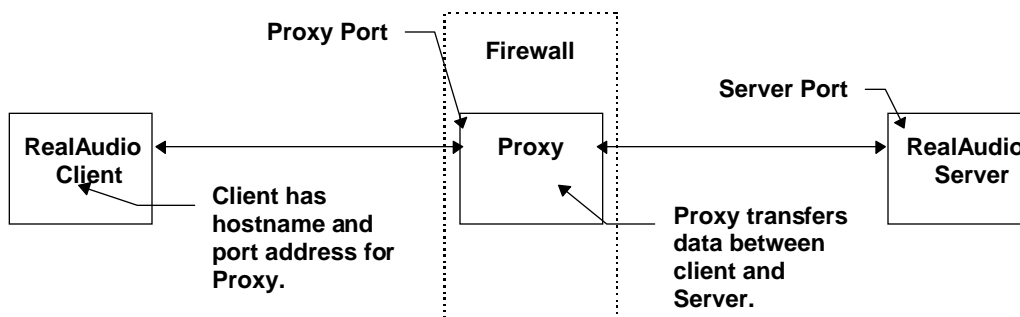 Proxy Port
Firewall
Server Port
RealAudio
Client
Proxy
RealAudio
Server
Client has
hostname and
port address for
Proxy.
Proxy transfers
data between
client and
Server.